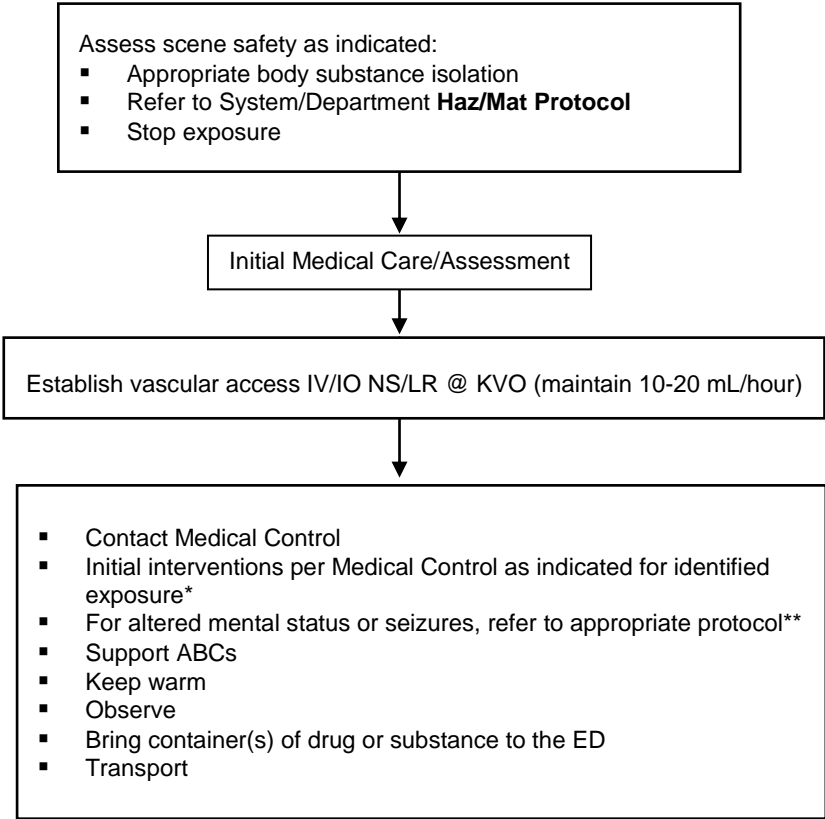 Assess scene safety as indicated:
▪ Appropriate body substance isolation
▪ Refer to System/Department Haz/Mat Protocol
▪ Stop exposure
Initial Medical Care/Assessment
Establish vascular access IV/IO NS/LR @ KVO (maintain 10-20 mL/hour)
▪ Contact Medical Control
▪ Initial interventions per Medical Control as indicated for identified
exposure*
▪ For altered mental status or seizures, refer to appropriate protocol**
▪ Support ABCs
▪ Keep warm
▪ Observe
▪ Bring container(s) of drug or substance to the ED
▪ Transport